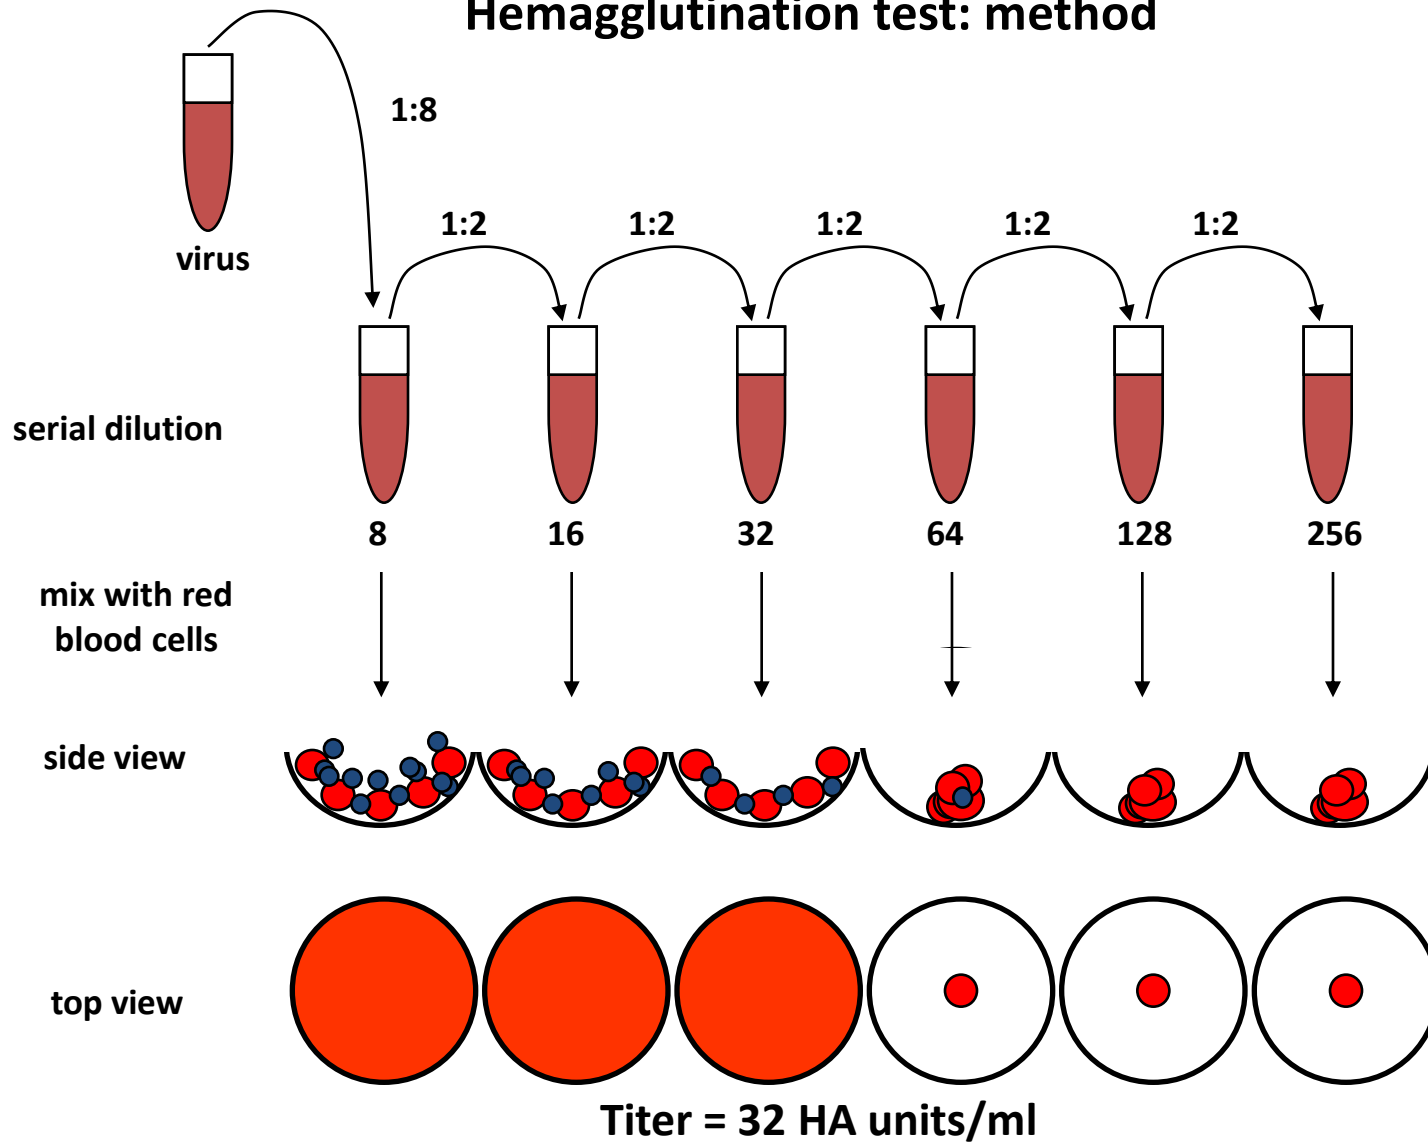 Hemagglutination test: method
1:8
1:2 1:2 1:2 1:2 1:2
virus
serial dilution
8 16 32 64 128 256
mix with red
blood cells
side view
top view
Titer = 32 HA units/ml